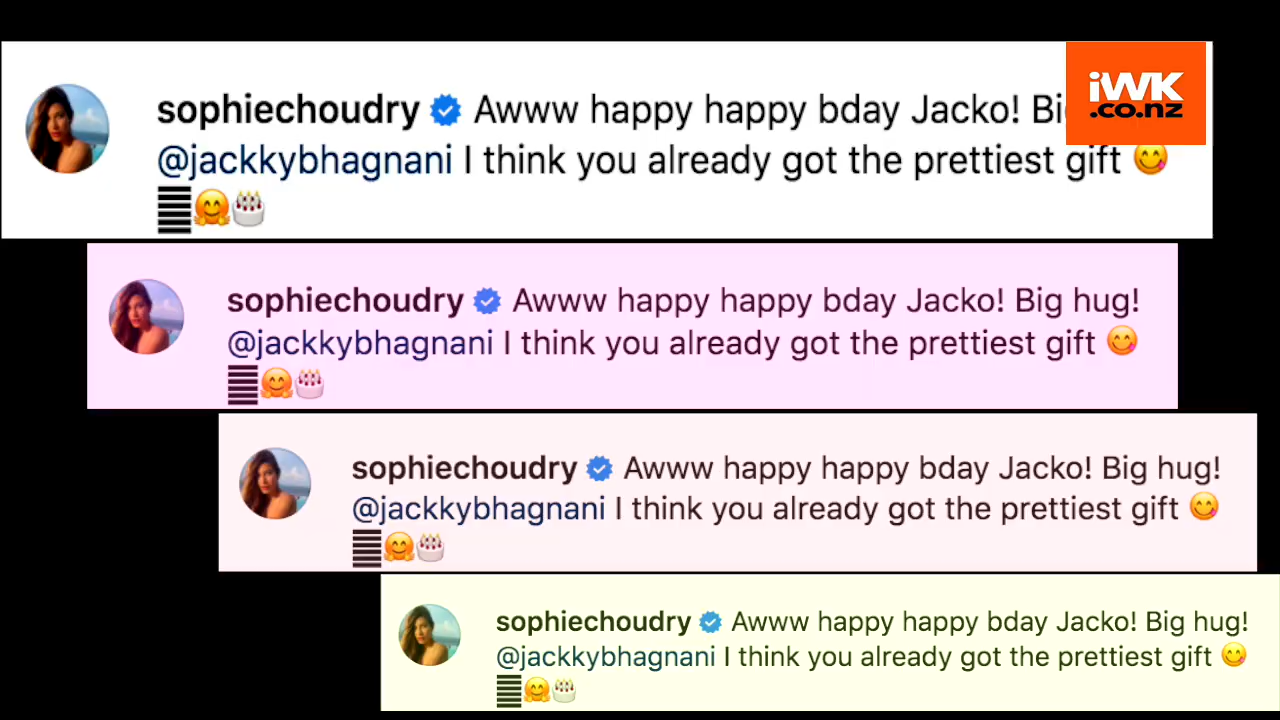 sophiechoudry Awww happy happy bday Jacko!
@jackkybhagnani I think you already got the prettiest gift 😋
🤗🎂
iWK
.co.nz
sophiechoudry Awww happy happy bday Jacko! Big hug!
@jackkybhagnani I think you already got the prettiest gift 😋
🤗🎂
sophiechoudry Awww happy happy bday Jacko! Big hug!
@jackkybhagnani I think you already got the prettiest gift 😋
🤗🎂
sophiechoudry Awww happy happy bday Jacko! Big hug!
@jackkybhagnani I think you already got the prettiest gift 😋
🤗🎂